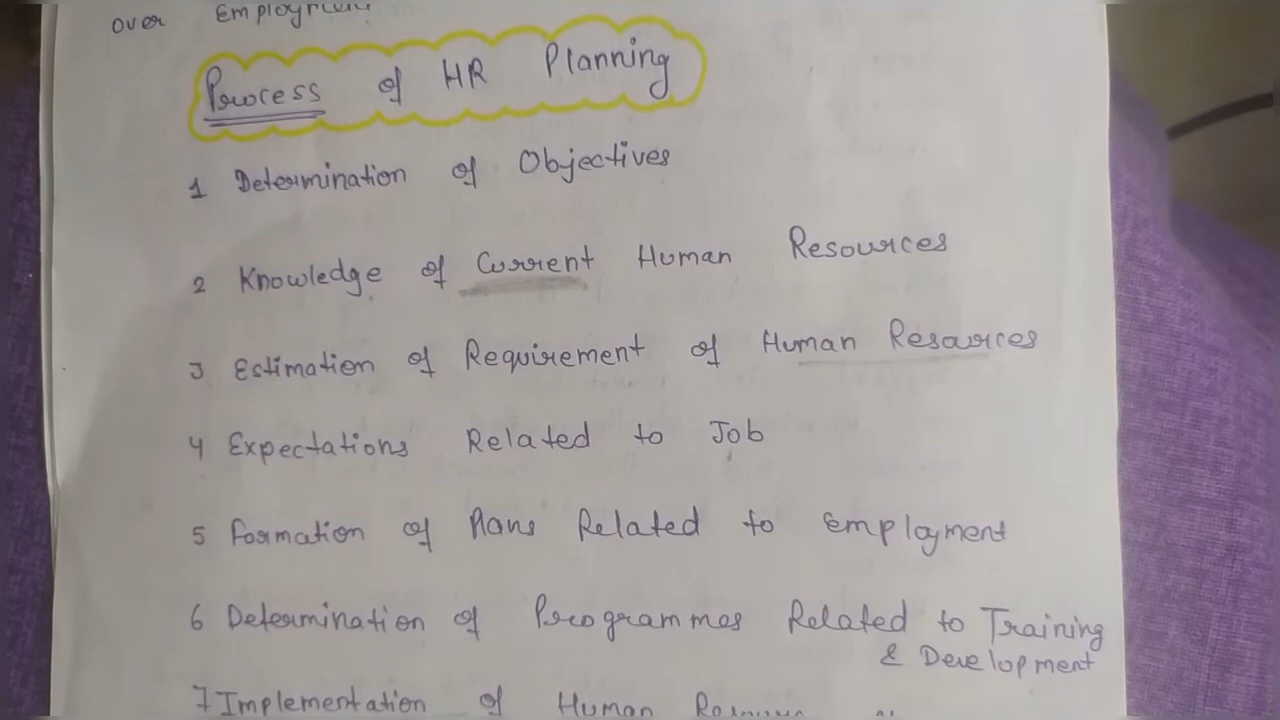 over Employment
Process of HR Planning
1 Determination of Objectives
2 Knowledge of Current Human Resources
3 Estimation of Requirement of Human Resources
4 Expectations Related to Job
5 Formation of Plans Related to employment
6 Determination of Programmes Related to Training
& Development
7 Implementation of Human